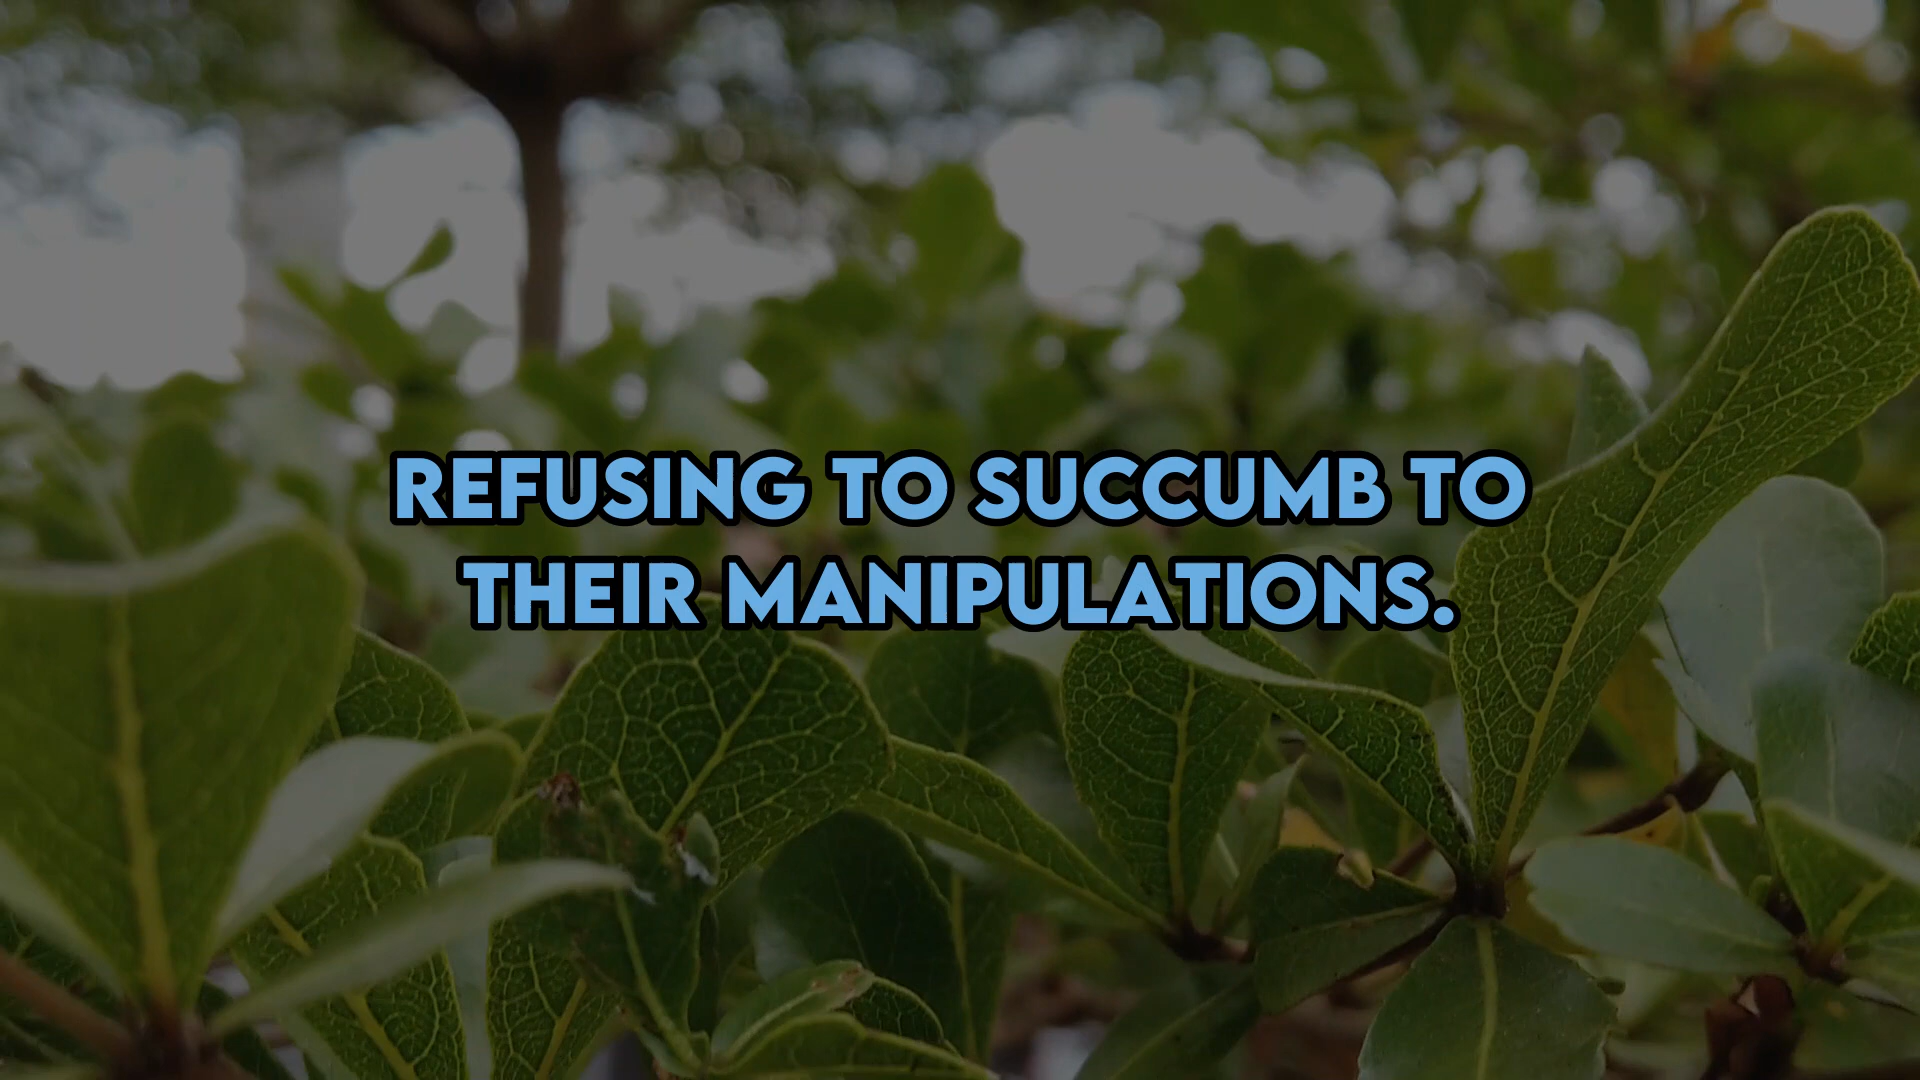 REFUSING TO SUCCUMB TO
THEIR MANIPULATIONS.